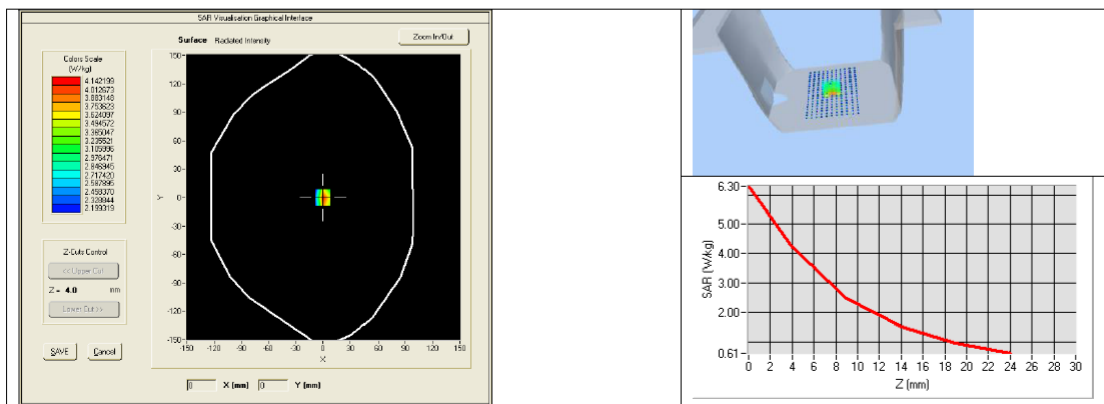 SAR Visualisation Graphical Interface
Surface Radiated Intensity
Zoom In/Out
Colors Scale
(W/kg)
4.142199
4.012673
3.883148
3.753623
3.624097
3.494572
3.365047
3.235521
3.105996
2.976471
2.846945
2.717420
2.587895
2.458370
2.328844
2.199319
Z-Cuts Control
<< Upper Cut
Z = 4.0 mm
Lower Cut >>
SAVE Cancel
150
120
90
60
30
0
-30
-60
-90
-120
-150
Y
-150 -120 -90 -60 -30 0 30 60 90 120 150
X
0 X (mm) 0 Y (mm)
6.30
5.00
4.00
3.00
2.00
0.61
SAR (W/kg)
0 2 4 6 8 10 12 14 16 18 20 22 24 26 28 30
Z (mm)